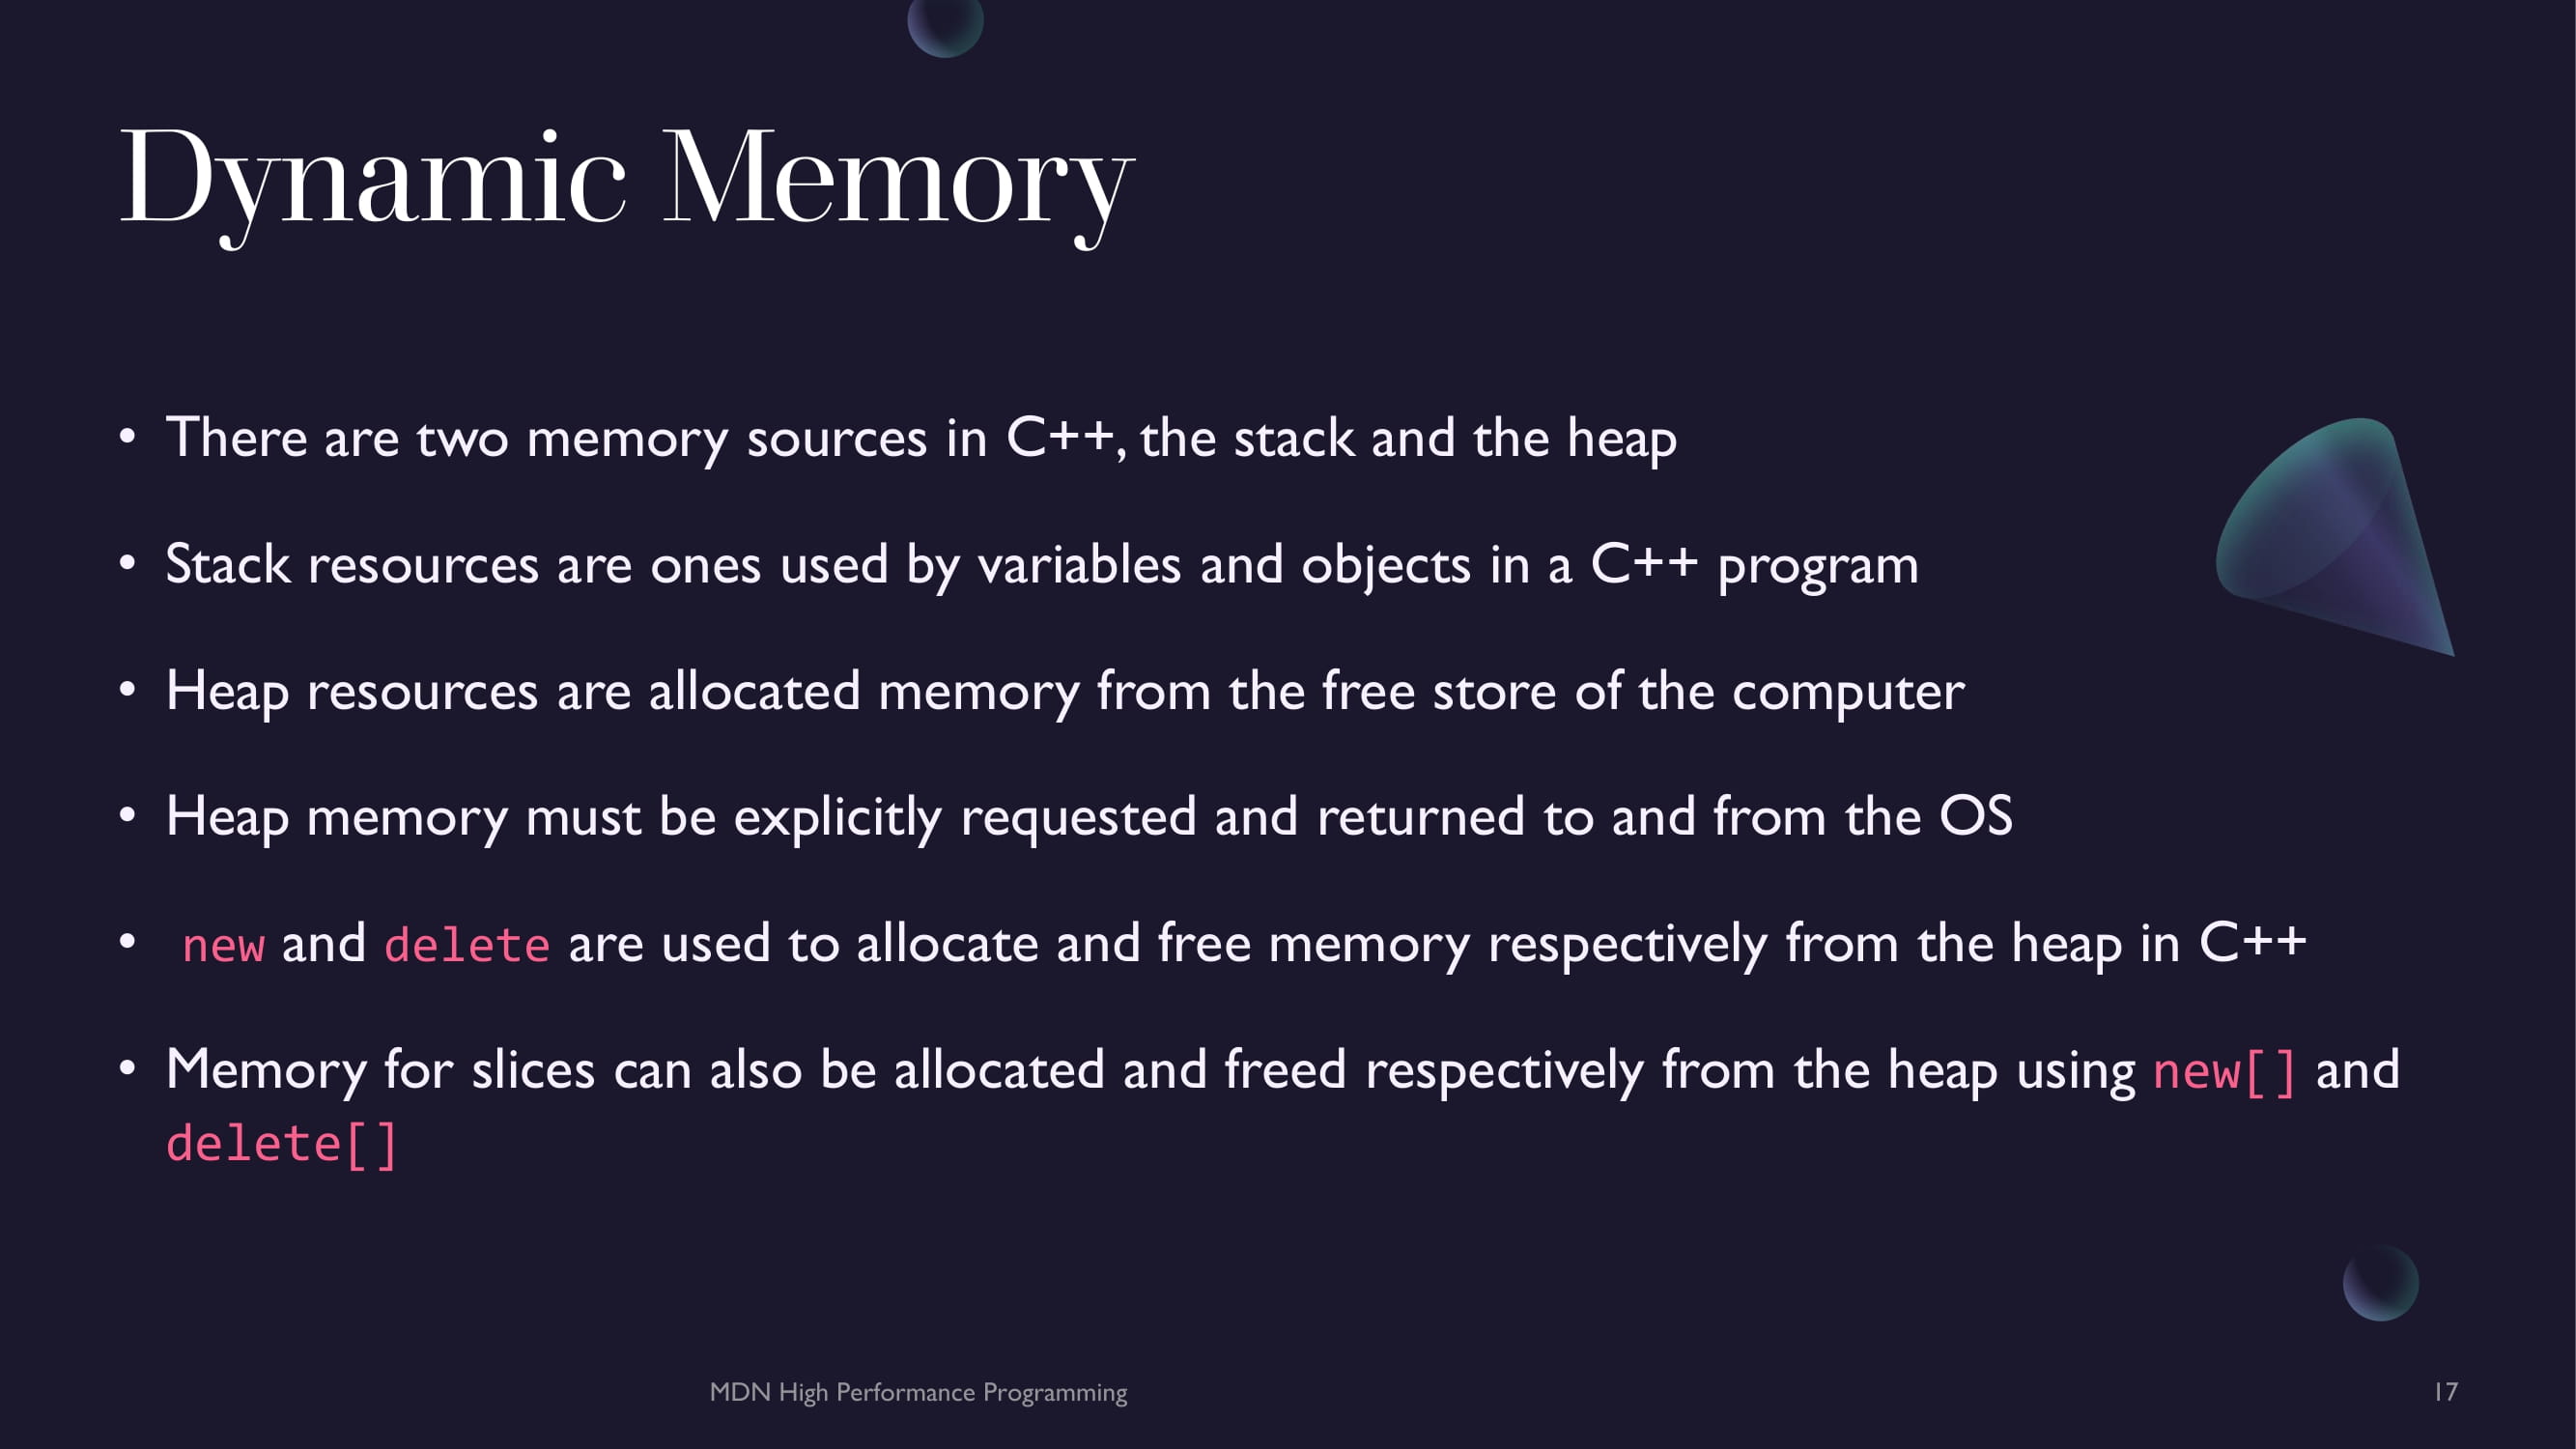 Dynamic Memory
• There are two memory sources in C++, the stack and the heap
• Stack resources are ones used by variables and objects in a C++ program
• Heap resources are allocated memory from the free store of the computer
• Heap memory must be explicitly requested and returned to and from the OS
• new and delete are used to allocate and free memory respectively from the heap in C++
• Memory for slices can also be allocated and freed respectively from the heap using new[] and
delete[]
MDN High Performance Programming
17